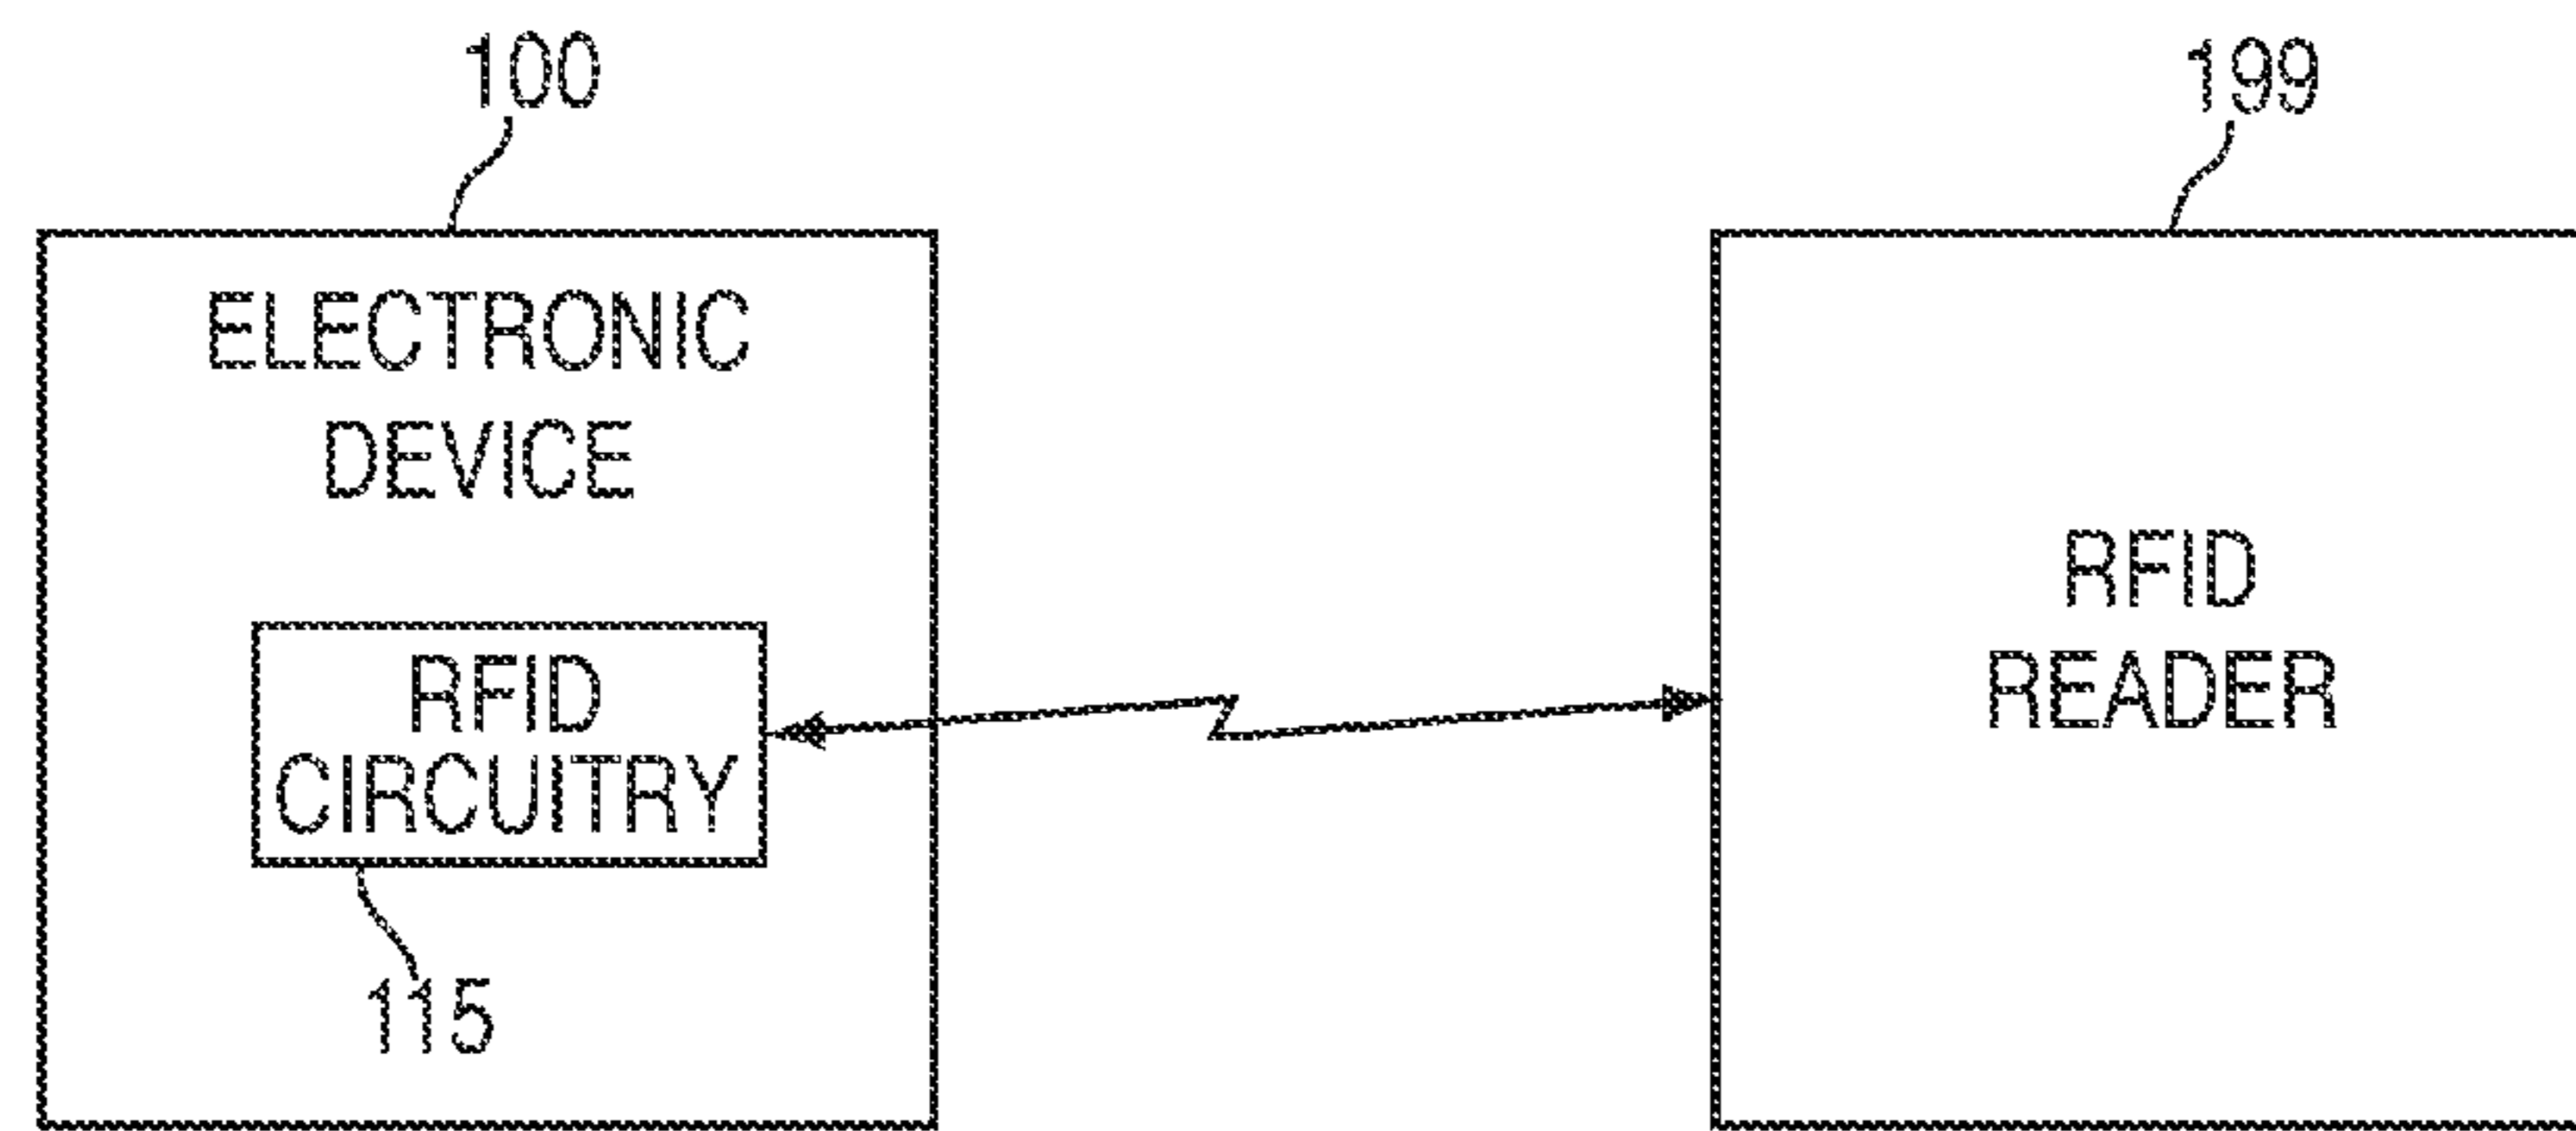 100
199
ELECTRONIC
DEVICE
RFID
CIRCUITRY
115
RFID
READER